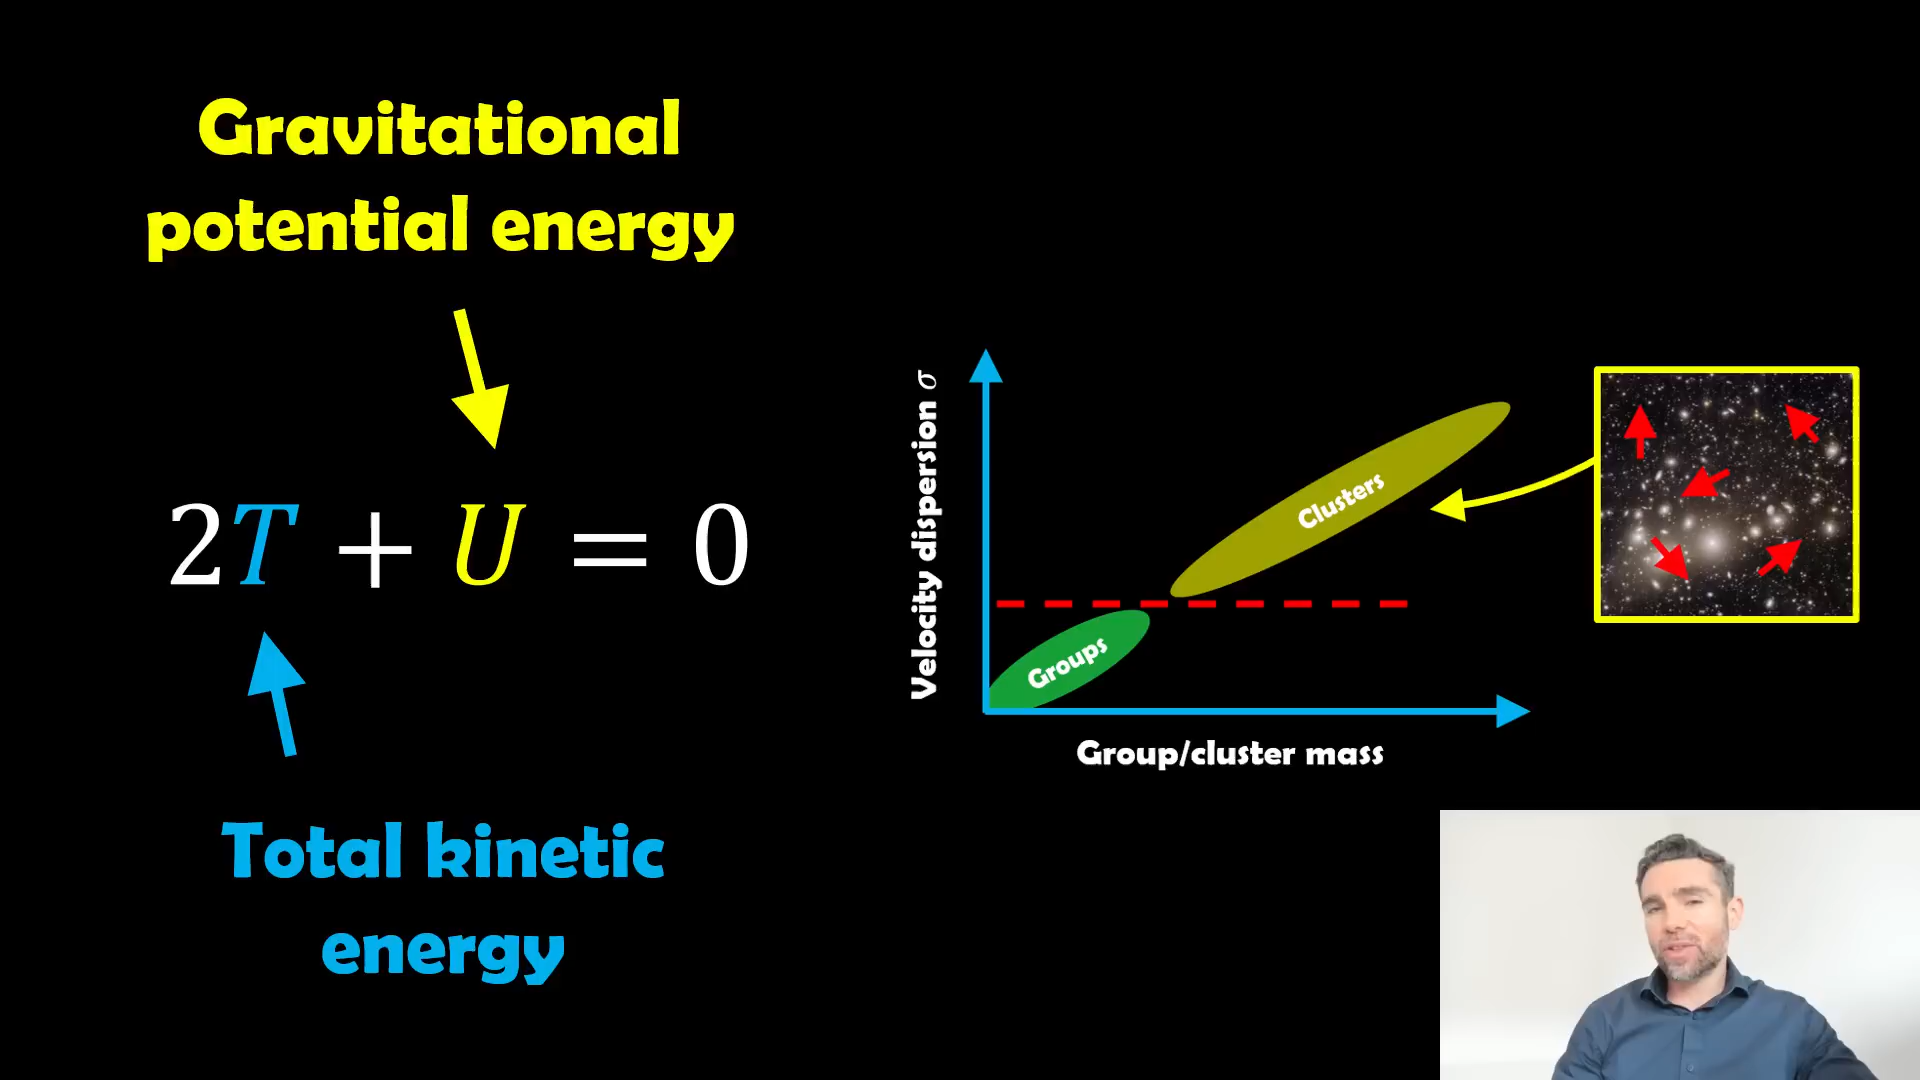 Gravitational
potential energy
2T + U = 0
Total kinetic
energy
Velocity dispersion σ
Clusters
Groups
Group/cluster mass